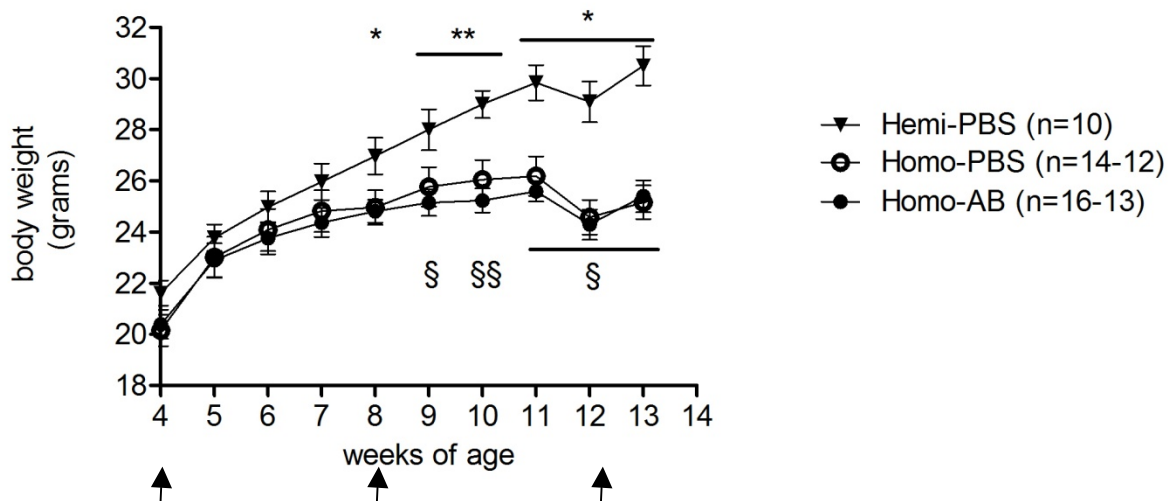 32
30
28
26
24
22
20
18
body weight
(grams)
* ** *
§ §§ §
4 5 6 7 8 9 10 11 12 13 14
weeks of age
Hemi-PBS (n=10)
Homo-PBS (n=14-12)
Homo-AB (n=16-13)